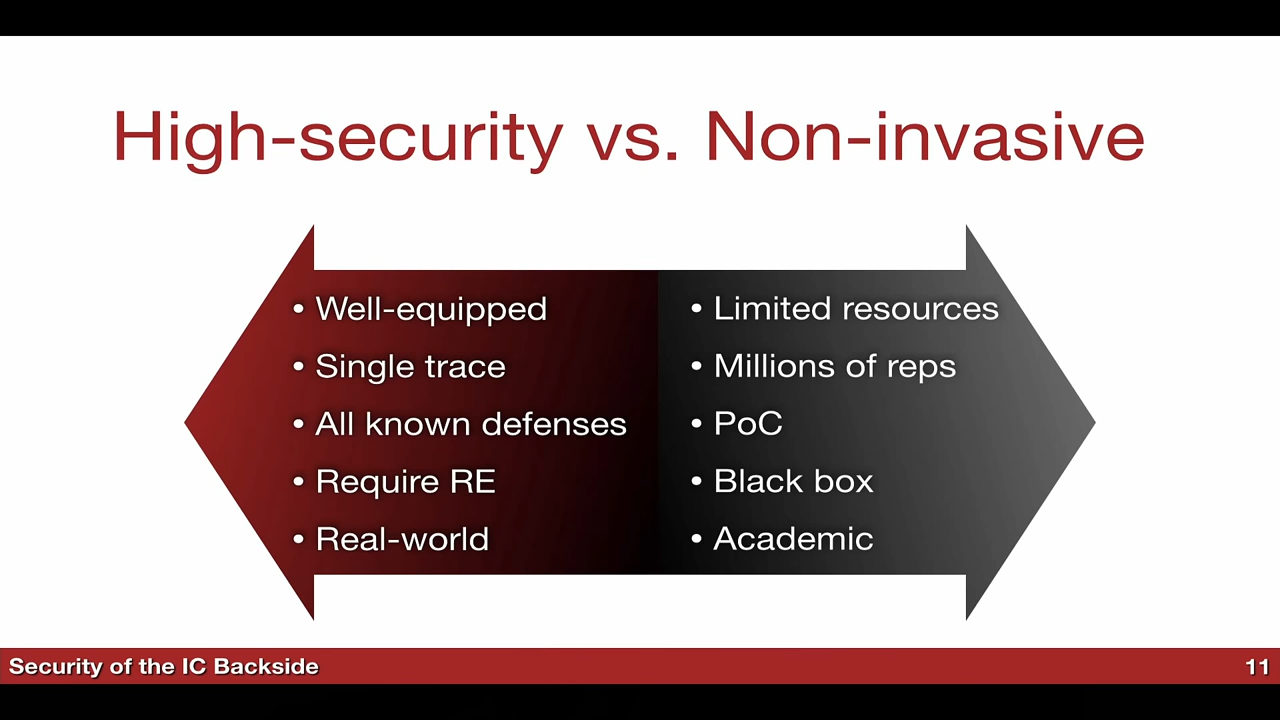 High-security vs. Non-invasive
• Well-equipped
• Single trace
• All known defenses
• Require RE
• Real-world
• Limited resources
• Millions of reps
• PoC
• Black box
• Academic
Security of the IC Backside
11